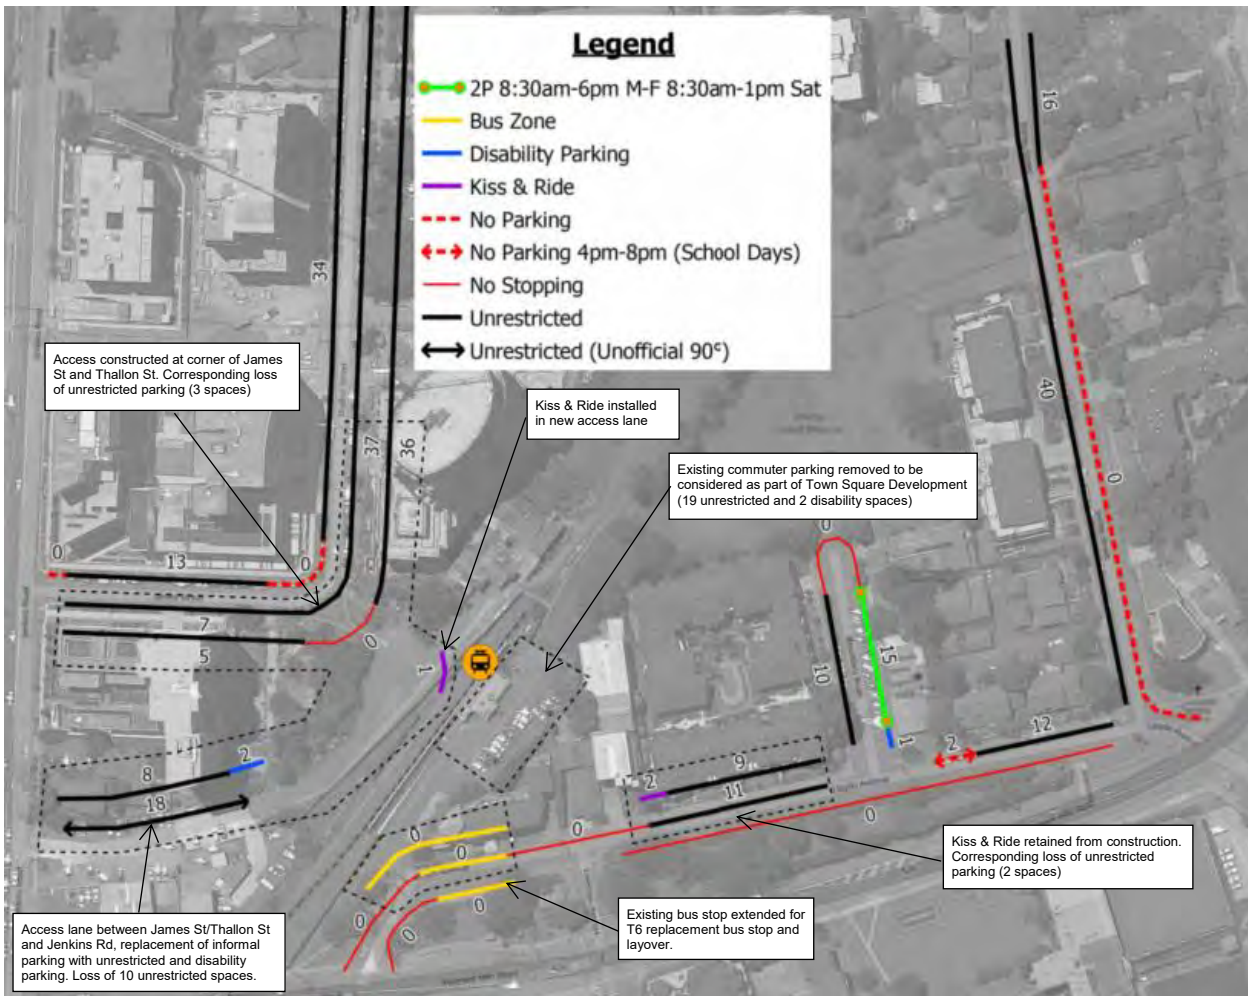 Legend
2P 8:30am-6pm M-F 8:30am-1pm Sat
Bus Zone
Disability Parking
Kiss & Ride
No Parking
No Parking 4pm-8pm (School Days)
No Stopping
Unrestricted
Unrestricted (Unofficial 90°)
16
34
Access constructed at corner of James
St and Thallon St. Corresponding loss
of unrestricted parking (3 spaces)
Kiss & Ride installed
in new access lane
40
37
36
Existing commuter parking removed to be
considered as part of Town Square Development
(19 unrestricted and 2 disability spaces)
0
0
0
13
0
7
0
5
1
15
10
1
2
12
2
8
18
9
2
11
0
0
0
0
0
0
0
0
Kiss & Ride retained from construction.
Corresponding loss of unrestricted
parking (2 spaces)
Existing bus stop extended for
T6 replacement bus stop and
layover.
Access lane between James St/Thallon St
and Jenkins Rd, replacement of informal
parking with unrestricted and disability
parking. Loss of 10 unrestricted spaces.